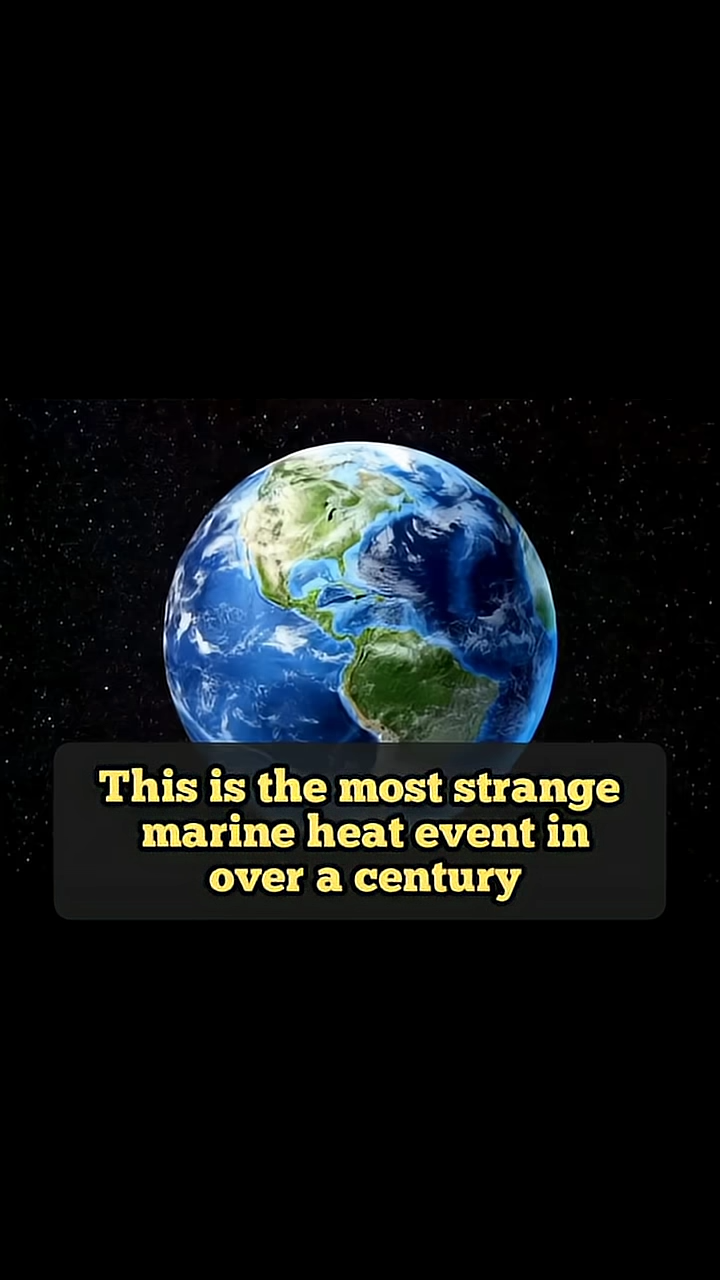 This is the most strange
marine heat event in
over a century